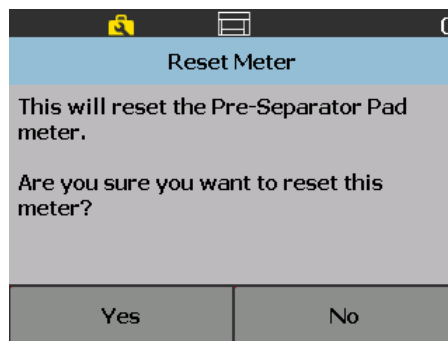 Reset Meter
This will reset the Pre-Separator Pad
meter.
Are you sure you want to reset this
meter?
Yes
No